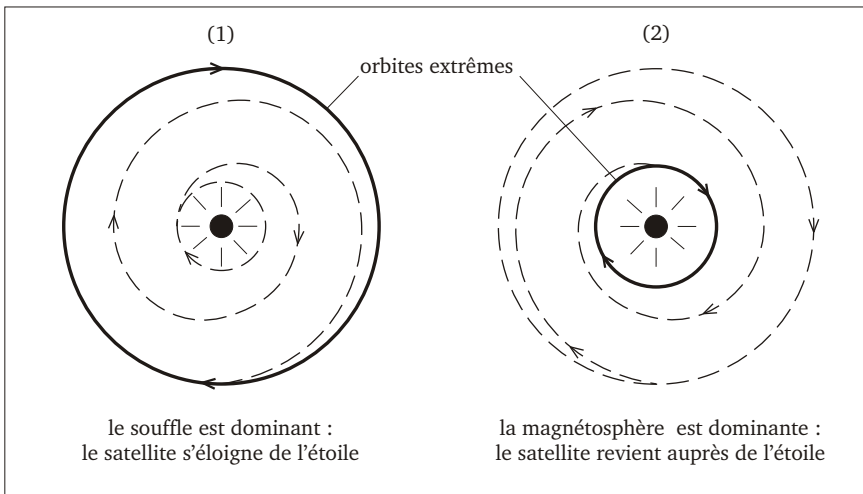 (1)
(2)
orbites extrêmes
le souffle est dominant :
le satellite s’éloigne de l’étoile
la magnétosphère est dominante :
le satellite revient auprès de l’étoile